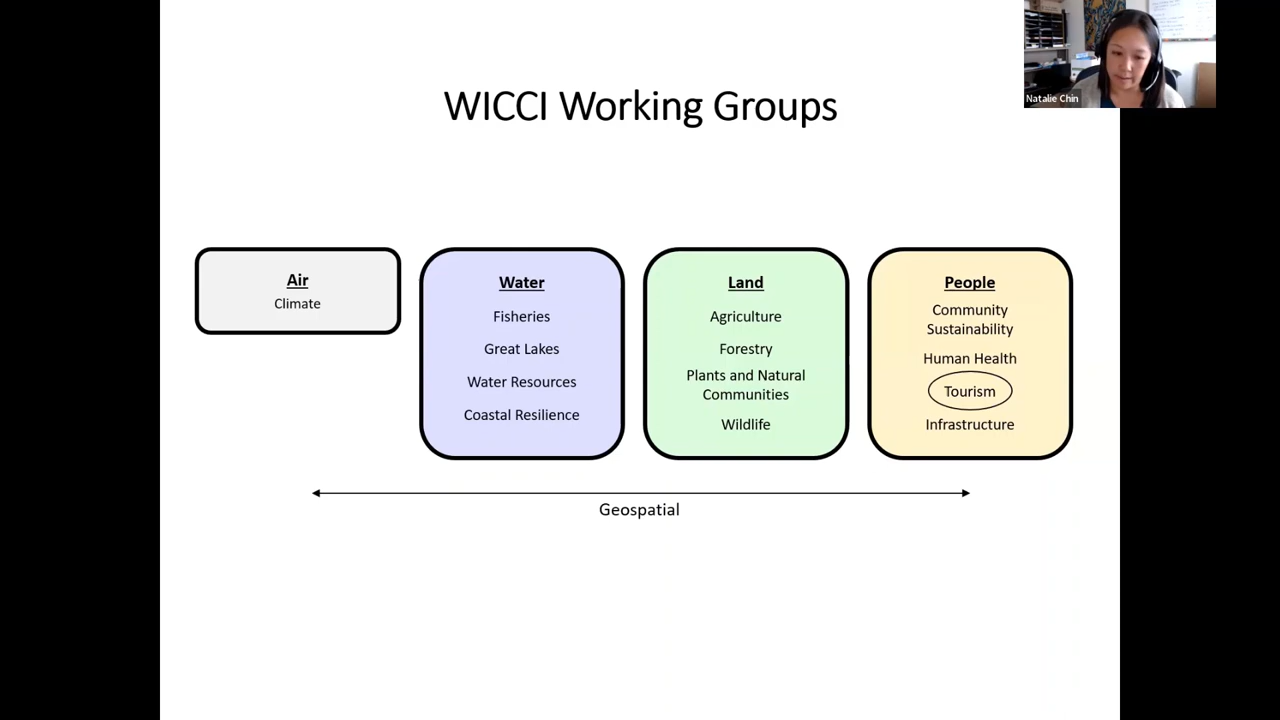 WICCI Working Groups
Natalie Chin
Air
Climate
Water
Fisheries
Great Lakes
Water Resources
Coastal Resilience
Land
Agriculture
Forestry
Plants and Natural
Communities
Wildlife
People
Community
Sustainability
Human Health
Tourism
Infrastructure
Geospatial